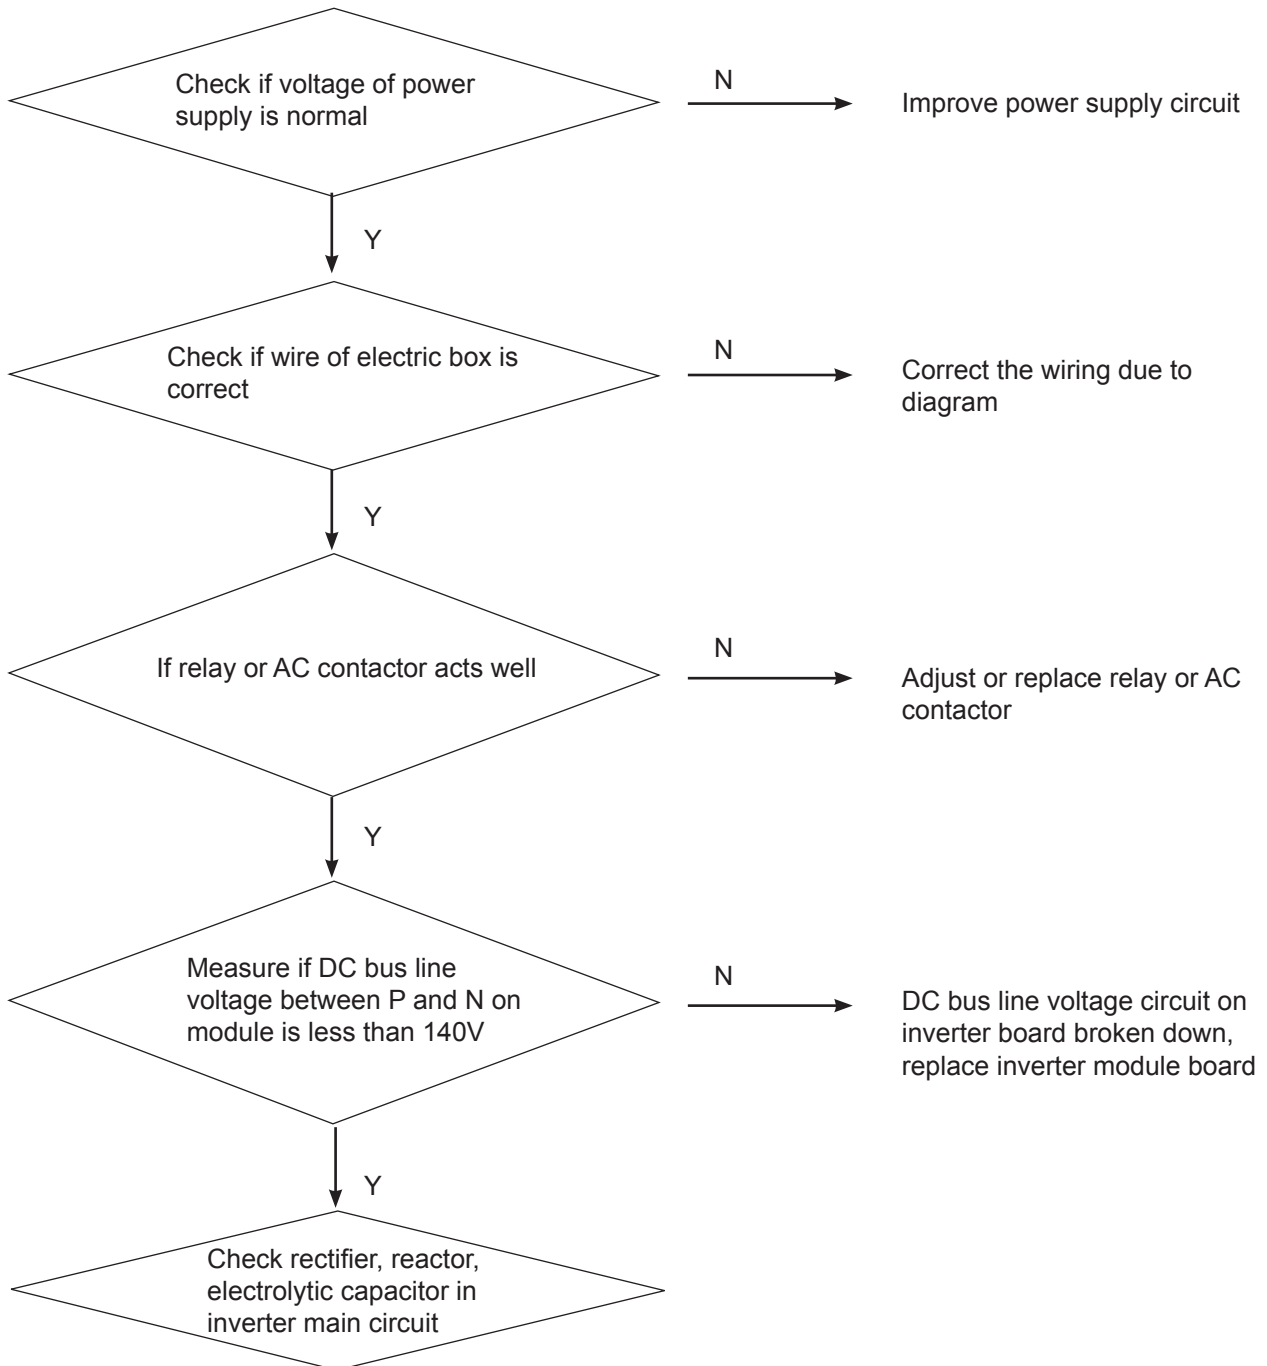 Check if voltage of power
supply is normal
N
Improve power supply circuit
Y
Check if wire of electric box is
correct
N
Correct the wiring due to
diagram
Y
If relay or AC contactor acts well
N
Adjust or replace relay or AC
contactor
Y
Measure if DC bus line
voltage between P and N on
module is less than 140V
N
DC bus line voltage circuit on
inverter board broken down,
replace inverter module board
Y
Check rectifier, reactor,
electrolytic capacitor in
inverter main circuit